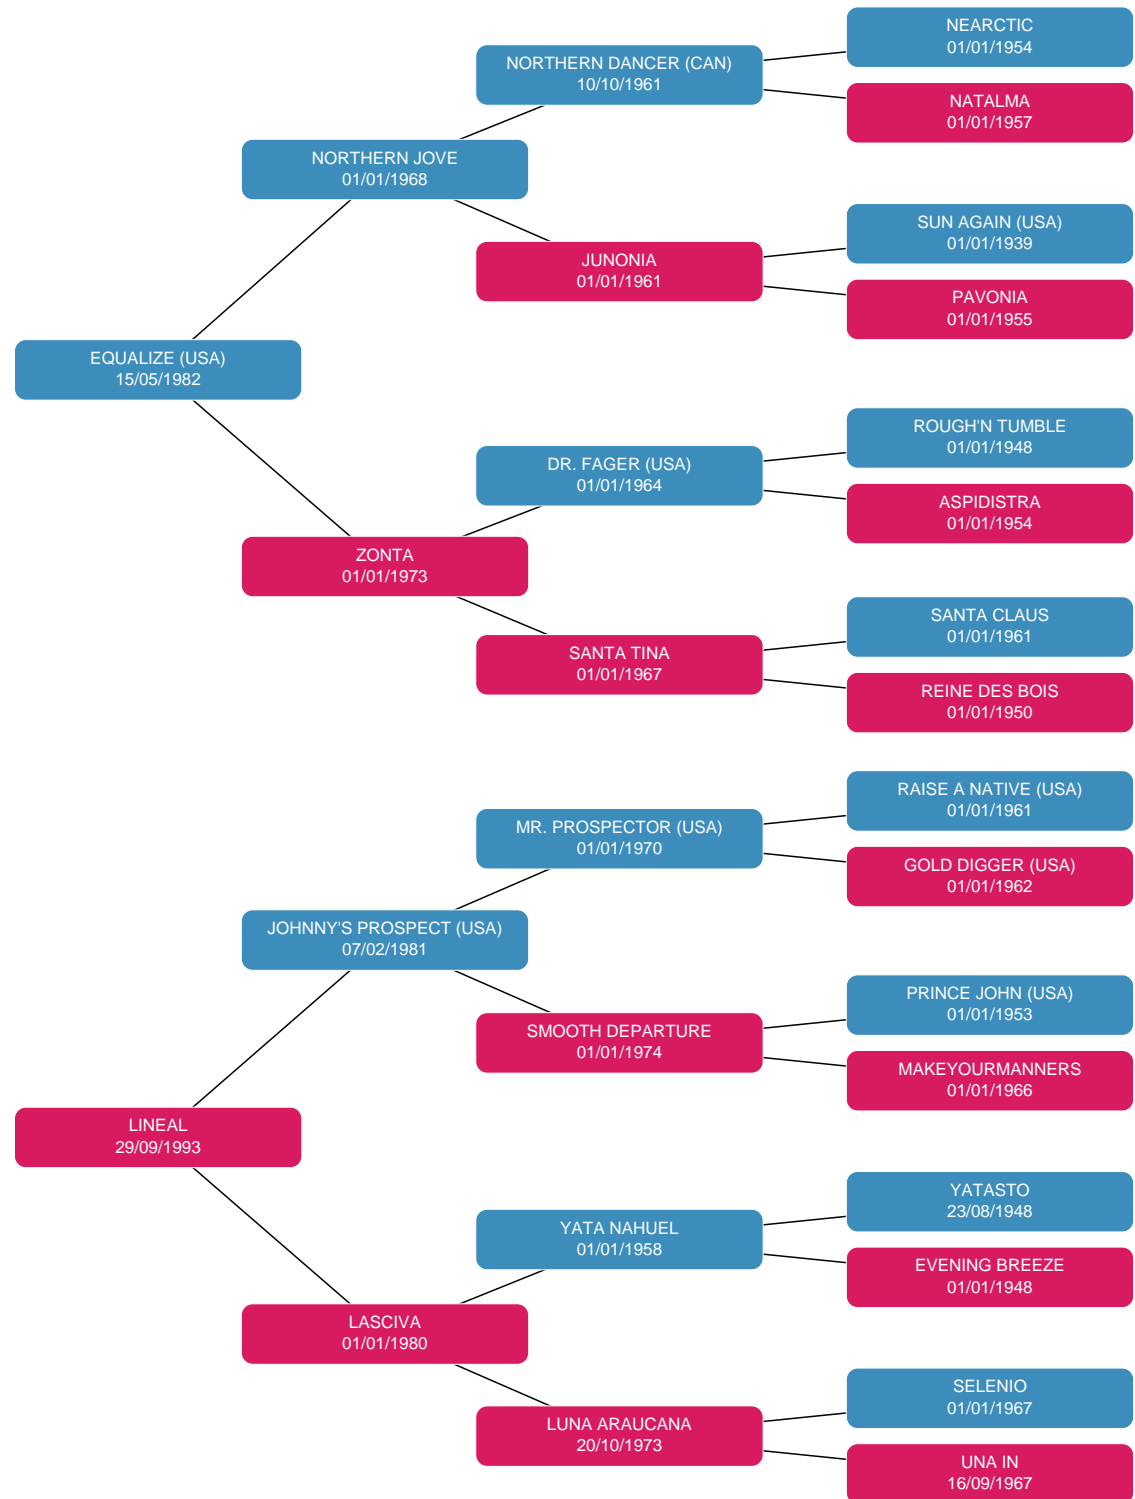 NEARCTIC
01/01/1954
NORTHERN DANCER (CAN)
10/10/1961
NATALMA
01/01/1957
NORTHERN JOVE
01/01/1968
SUN AGAIN (USA)
01/01/1939
JUNONIA
01/01/1961
PAVONIA
01/01/1955
EQUALIZE (USA)
15/05/1982
ROUGH'N TUMBLE
01/01/1948
DR. FAGER (USA)
01/01/1964
ASPIDISTRA
01/01/1954
ZONTA
01/01/1973
SANTA CLAUS
01/01/1961
SANTA TINA
01/01/1967
REINE DES BOIS
01/01/1950
RAISE A NATIVE (USA)
01/01/1961
MR. PROSPECTOR (USA)
01/01/1970
GOLD DIGGER (USA)
01/01/1962
JOHNNY'S PROSPECT (USA)
07/02/1981
PRINCE JOHN (USA)
01/01/1953
SMOOTH DEPARTURE
01/01/1974
MAKEYOURMANNERS
01/01/1966
LINEAL
29/09/1993
YATASTO
23/08/1948
YATA NAHUEL
01/01/1958
EVENING BREEZE
01/01/1948
LASCIVA
01/01/1980
SELENIO
01/01/1967
LUNA ARAUCANA
20/10/1973
UNA IN
16/09/1967